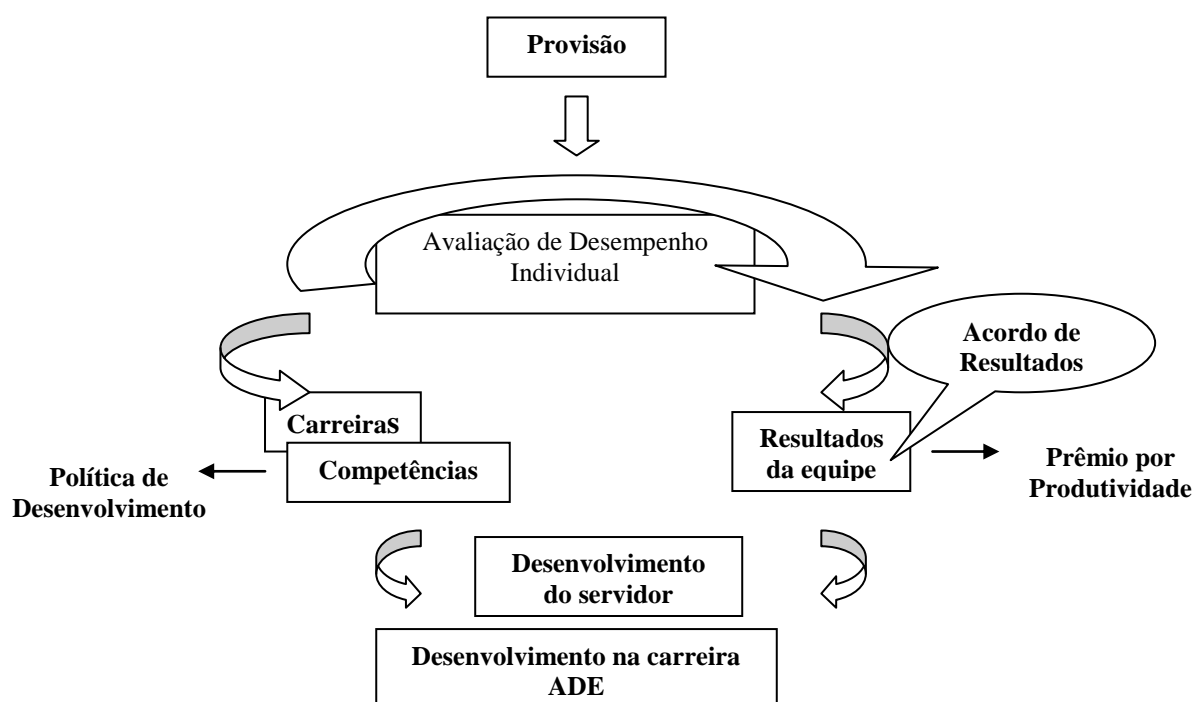 Provisão
Avaliação de Desempenho
Individual
Acordo de
Resultados
Carreiras
Competências
Política de
Desenvolvimento
Resultados
da equipe
Prêmio por
Produtividade
Desenvolvimento
do servidor
Desenvolvimento na carreira
ADE